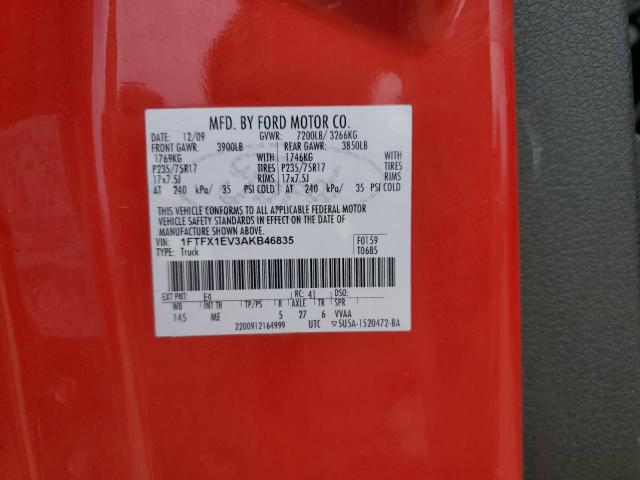 MFD. BY FORD MOTOR CO.
DATE: 12/09 GVWR: 7200LB/ 3266KG
FRONT GAWR: 3900LB REAR GAWR: 3850LB
1769KG WITH 1746KG WITH
P235/75R17 TIRES P235/75R17 TIRES
17x7.5J RIMS 17x7.5J RIMS
AT 240 kPa/ 35 PSI COLD AT 240 kPa/ 35 PSI COLD
THIS VEHICLE CONFORMS TO ALL APPLICABLE FEDERAL MOTOR
VEHICLE SAFETY STANDARDS IN EFFECT ON THE DATE OF
MANUFACTURE SHOWN ABOVE.
VIN: 1FTFX1EV3AKB46835 F0159
TYPE: Truck T0685
EXT PNT: E4 RC: 41 DSO:
WB INT TR TP/PS R AXLE TR SPR
145 ME 5 27 6 VVAA
2200912164999 UTC ▽5U5A-1520472-BA